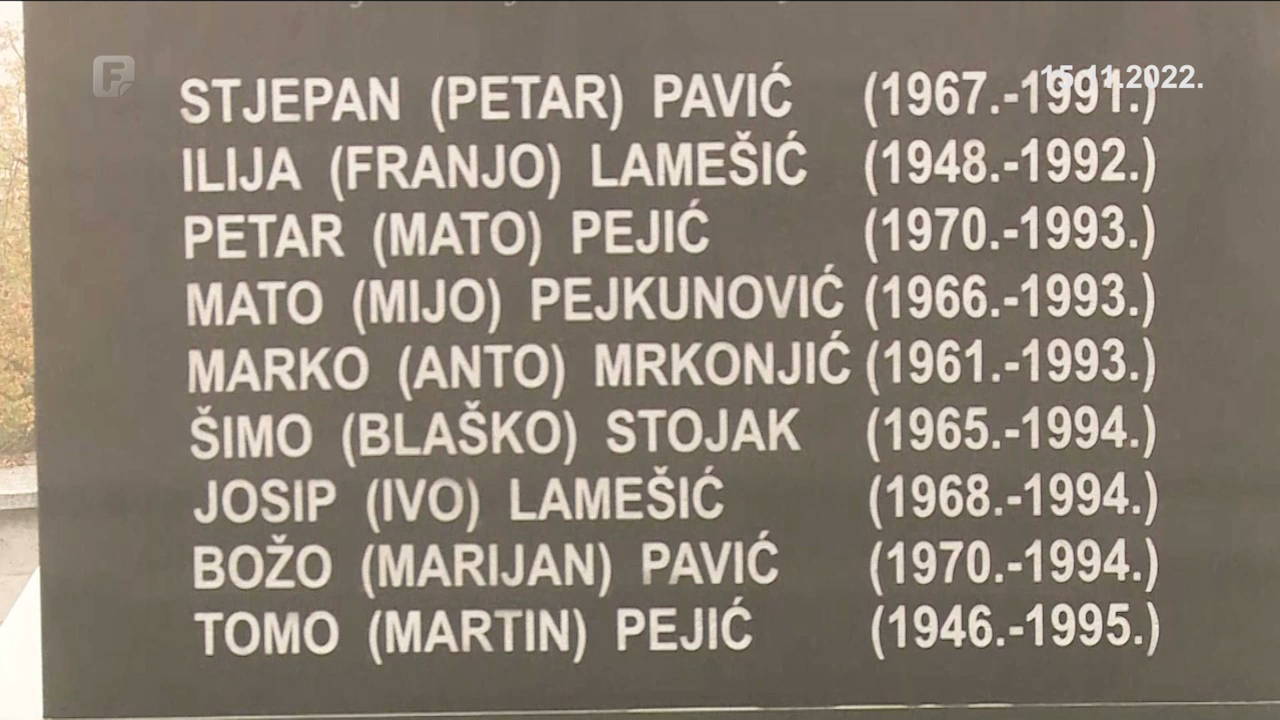 15.11.2022.
STJEPAN (PETAR) PAVIĆ (1967.-1991.)
ILIJA (FRANJO) LAMEŠIĆ (1948.-1992.)
PETAR (MATO) PEJIĆ (1970.-1993.)
MATO (MIJO) PEJKUNOVIĆ (1966.-1993.)
MARKO (ANTO) MRKONJIĆ (1961.-1993.)
ŠIMO (BLAŠKO) STOJAK (1965.-1994.)
JOSIP (IVO) LAMEŠIĆ (1968.-1994.)
BOŽO (MARIJAN) PAVIĆ (1970.-1994.)
TOMO (MARTIN) PEJIĆ (1946.-1995.)